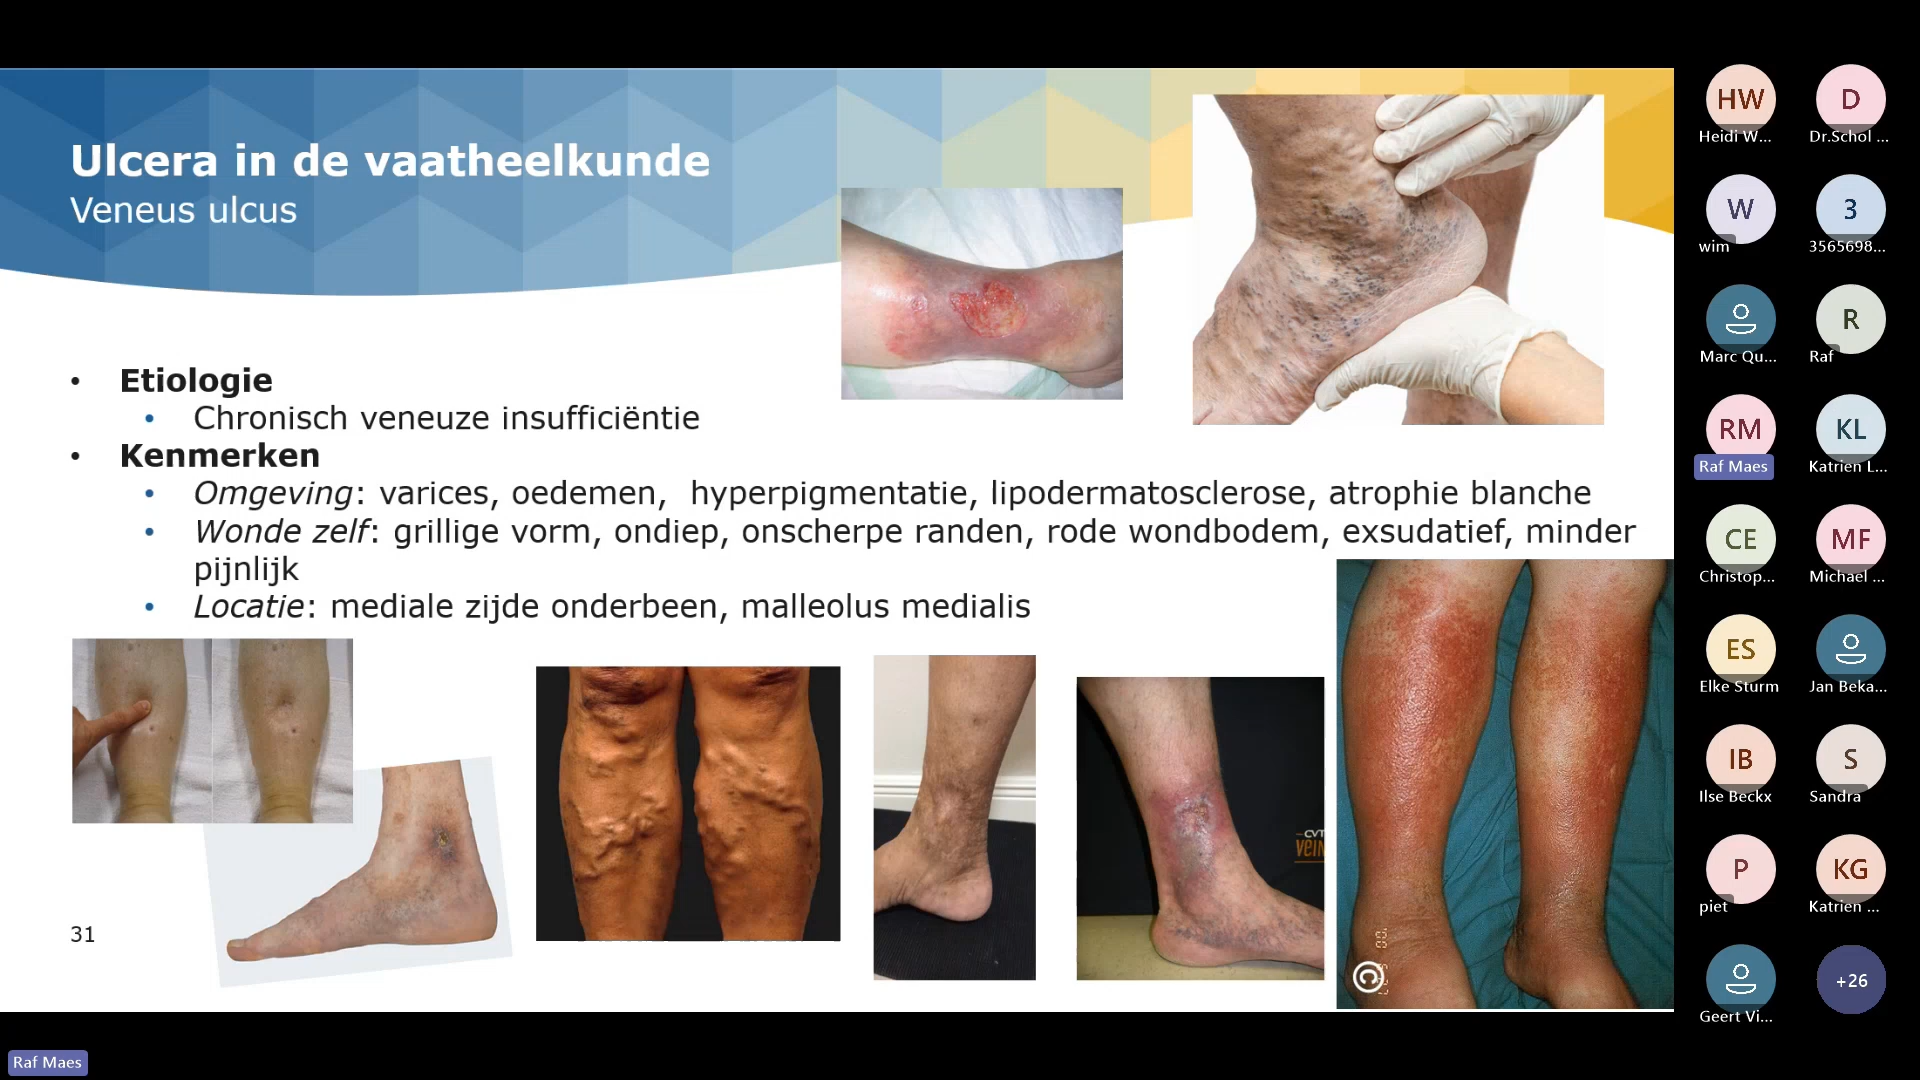 Ulcera in de vaatheelkunde
Veneus ulcus
• Etiologie
• Chronisch veneuze insufficiëntie
• Kenmerken
• Omgeving: varices, oedemen,  hyperpigmentatie, lipodermatosclerose, atrophie blanche
• Wonde zelf: grillige vorm, ondiep, onscherpe randen, rode wondbodem, exsudatief, minder
pijnlijk
• Locatie: mediale zijde onderbeen, malleolus medialis
CVT
VEIN
©
31
HW
Heidi W...
D
Dr.Schol ...
W
wim
3
3565698...
Marc Qu...
R
Raf
RM
Raf Maes
KL
Katrien L...
CE
Christop...
MF
Michael ...
ES
Elke Sturm
Jan Beka...
IB
Ilse Beckx
S
Sandra
P
piet
KG
Katrien ...
Geert Vi...
+26
Raf Maes